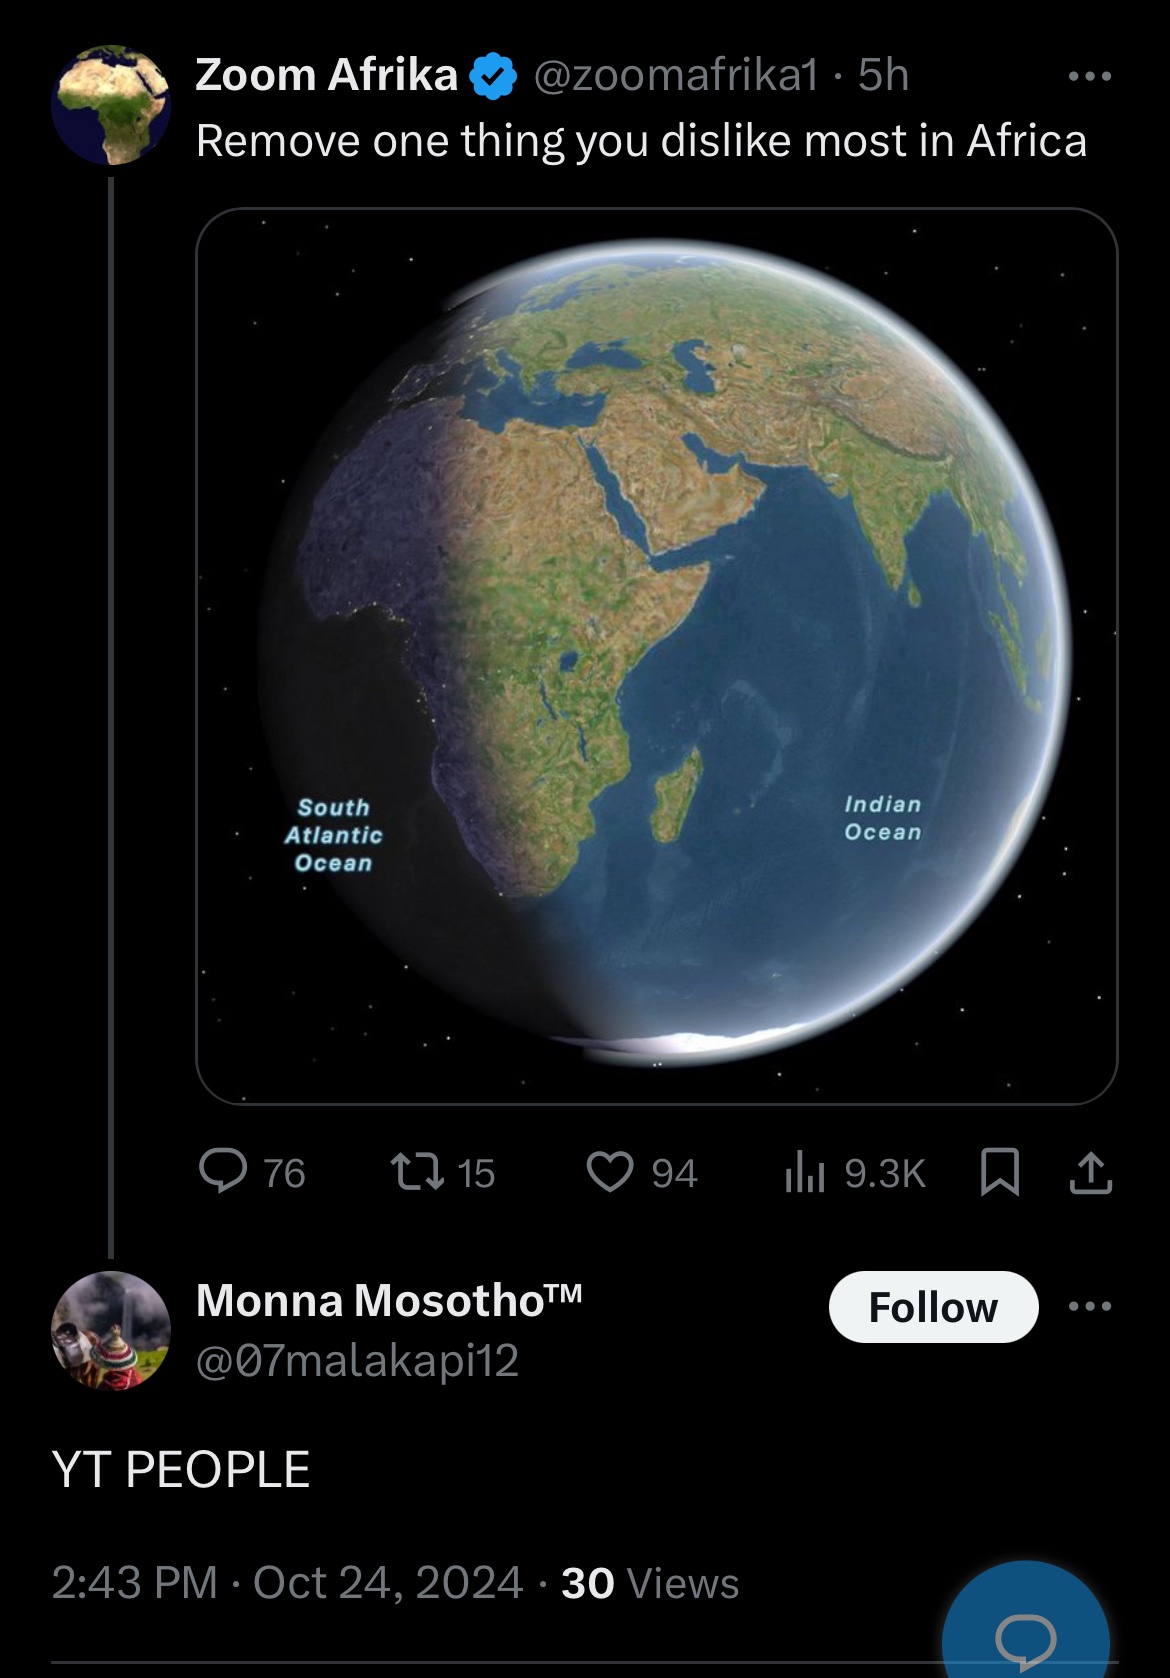 Zoom Afrika @zoomafrika1 · 5h
Remove one thing you dislike most in Africa
South
Atlantic
Ocean
Indian
Ocean
76 15 94 9.3K
Monna Mosotho™ Follow
@07malakapi12
YT PEOPLE
2:43 PM · Oct 24, 2024 · 30 Views